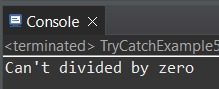 Console
<terminated> TryCatchExample5
Can't divided by zero